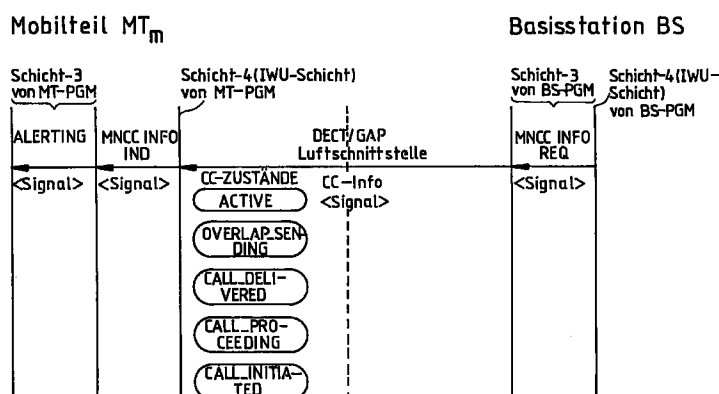 Mobilteil MTm
Basisstation BS
Schicht-3
von MT-PGM
Schicht-4(IWU-Schicht)
von MT-PGM
Schicht-3
von BS-PGM
Schicht-4(IWU-
Schicht)
von BS-PGM
ALERTING
MNCC INFO
IND
DECT/GAP
Luftschnittstelle
MNCC INFO
REQ
<Signal>
<Signal>
CC-ZUSTÄNDE
CC-Info
<Signal>
<Signal>
ACTIVE
OVERLAP_SEN-
DING
CALL_DELI-
VERED
CALL_PRO-
CEEDING
CALL_INITIA-
TED